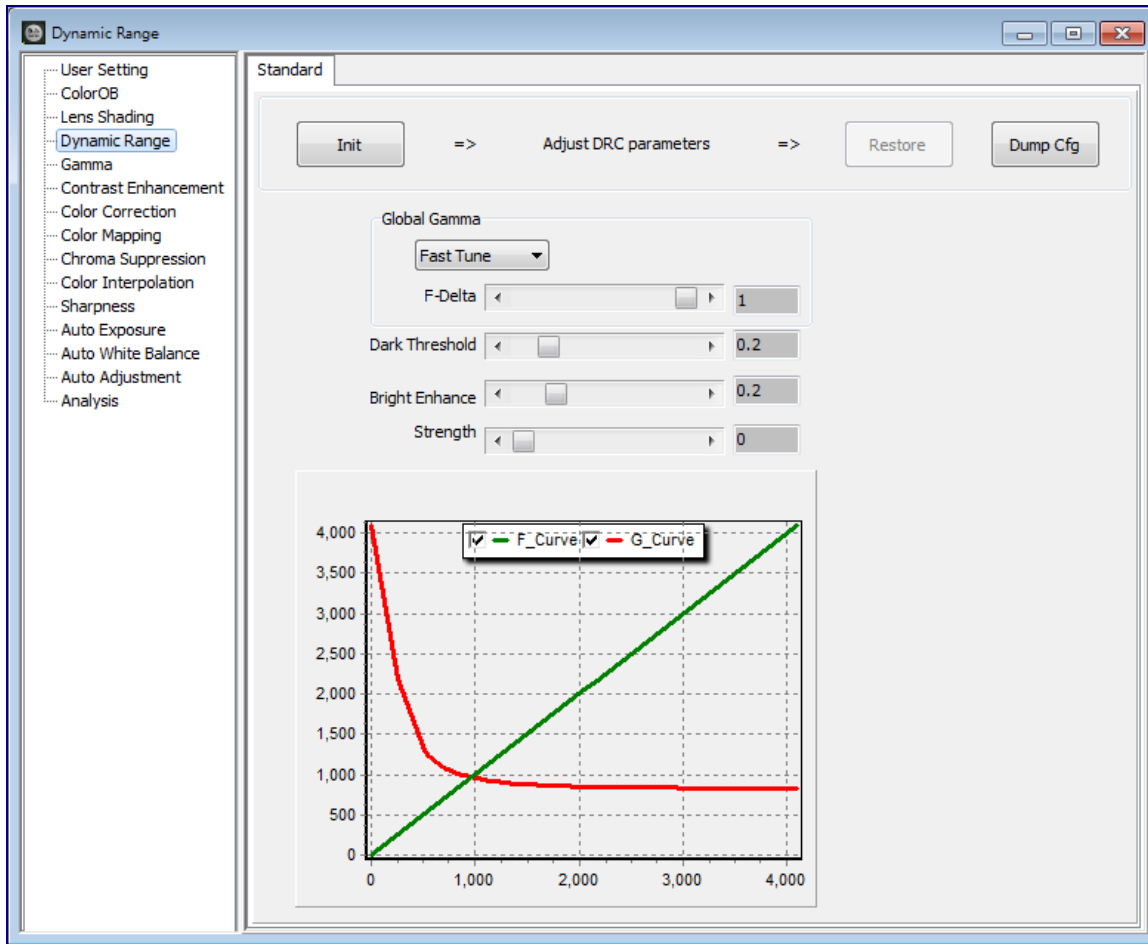 Dynamic Range
User Setting
ColorOB
Lens Shading
Dynamic Range
Gamma
Contrast Enhancement
Color Correction
Color Mapping
Chroma Suppression
Color Interpolation
Sharpness
Auto Exposure
Auto White Balance
Auto Adjustment
Analysis
Standard
Init => Adjust DRC parameters => Restore Dump Cfg
Global Gamma
Fast Tune
F-Delta 1
Dark Threshold 0.2
Bright Enhance 0.2
Strength 0
F_Curve G_Curve
4,000
3,500
3,000
2,500
2,000
1,500
1,000
500
0
0 1,000 2,000 3,000 4,000